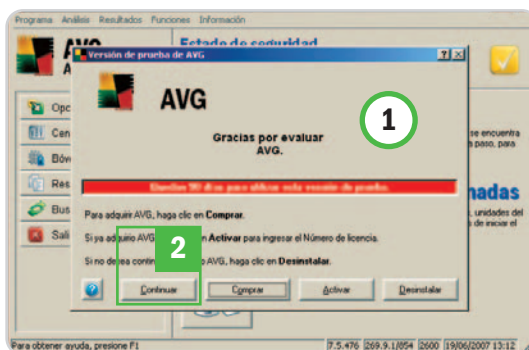 Programa Análisis Resultados Funciones Información
AVG
Estado de seguridad
Versión de prueba de AVG
AVG
1
Gracias por evaluar
AVG.
Quedan 90 días para utilizar esta versión de prueba.
Para adquirir AVG, haga clic en Comprar.
Si ya adquirió AVG en Activar para ingresar el Número de licencia.
2
Si no desea AVG, haga clic en Desinstalar.
Continuar Comprar Activar Desinstalar
Opc
Cen
Bóv
Res
Bus
Sali
se encuentra
a paso, para
nadas
, unidades del
de iniciar el
Para obtener ayuda, presione F1
7.5.476 269.9.1/854 2600 19/06/2007 13:12